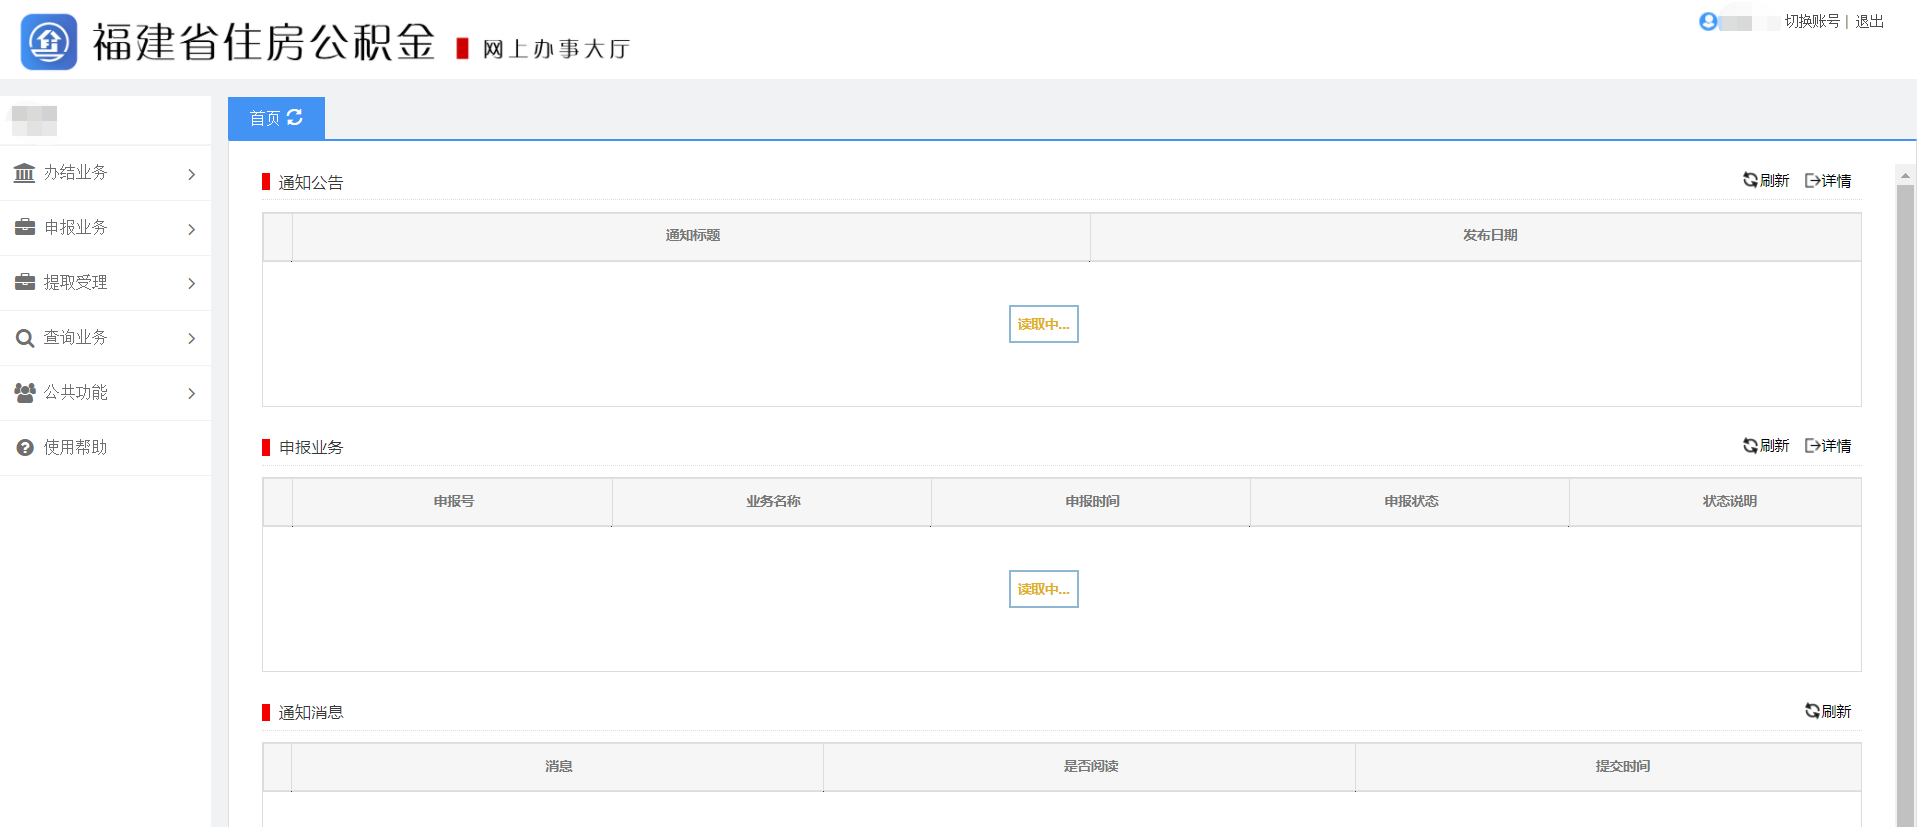 福建省住房公积金 网上办事大厅
切换账号 | 退出
首页
办结业务
申报业务
提取受理
查询业务
公共功能
使用帮助
通知公告 刷新 详情
通知标题 发布日期
读取中...
申报业务 刷新 详情
申报号 业务名称 申报时间 申报状态 状态说明
读取中...
通知消息 刷新
消息 是否阅读 提交时间